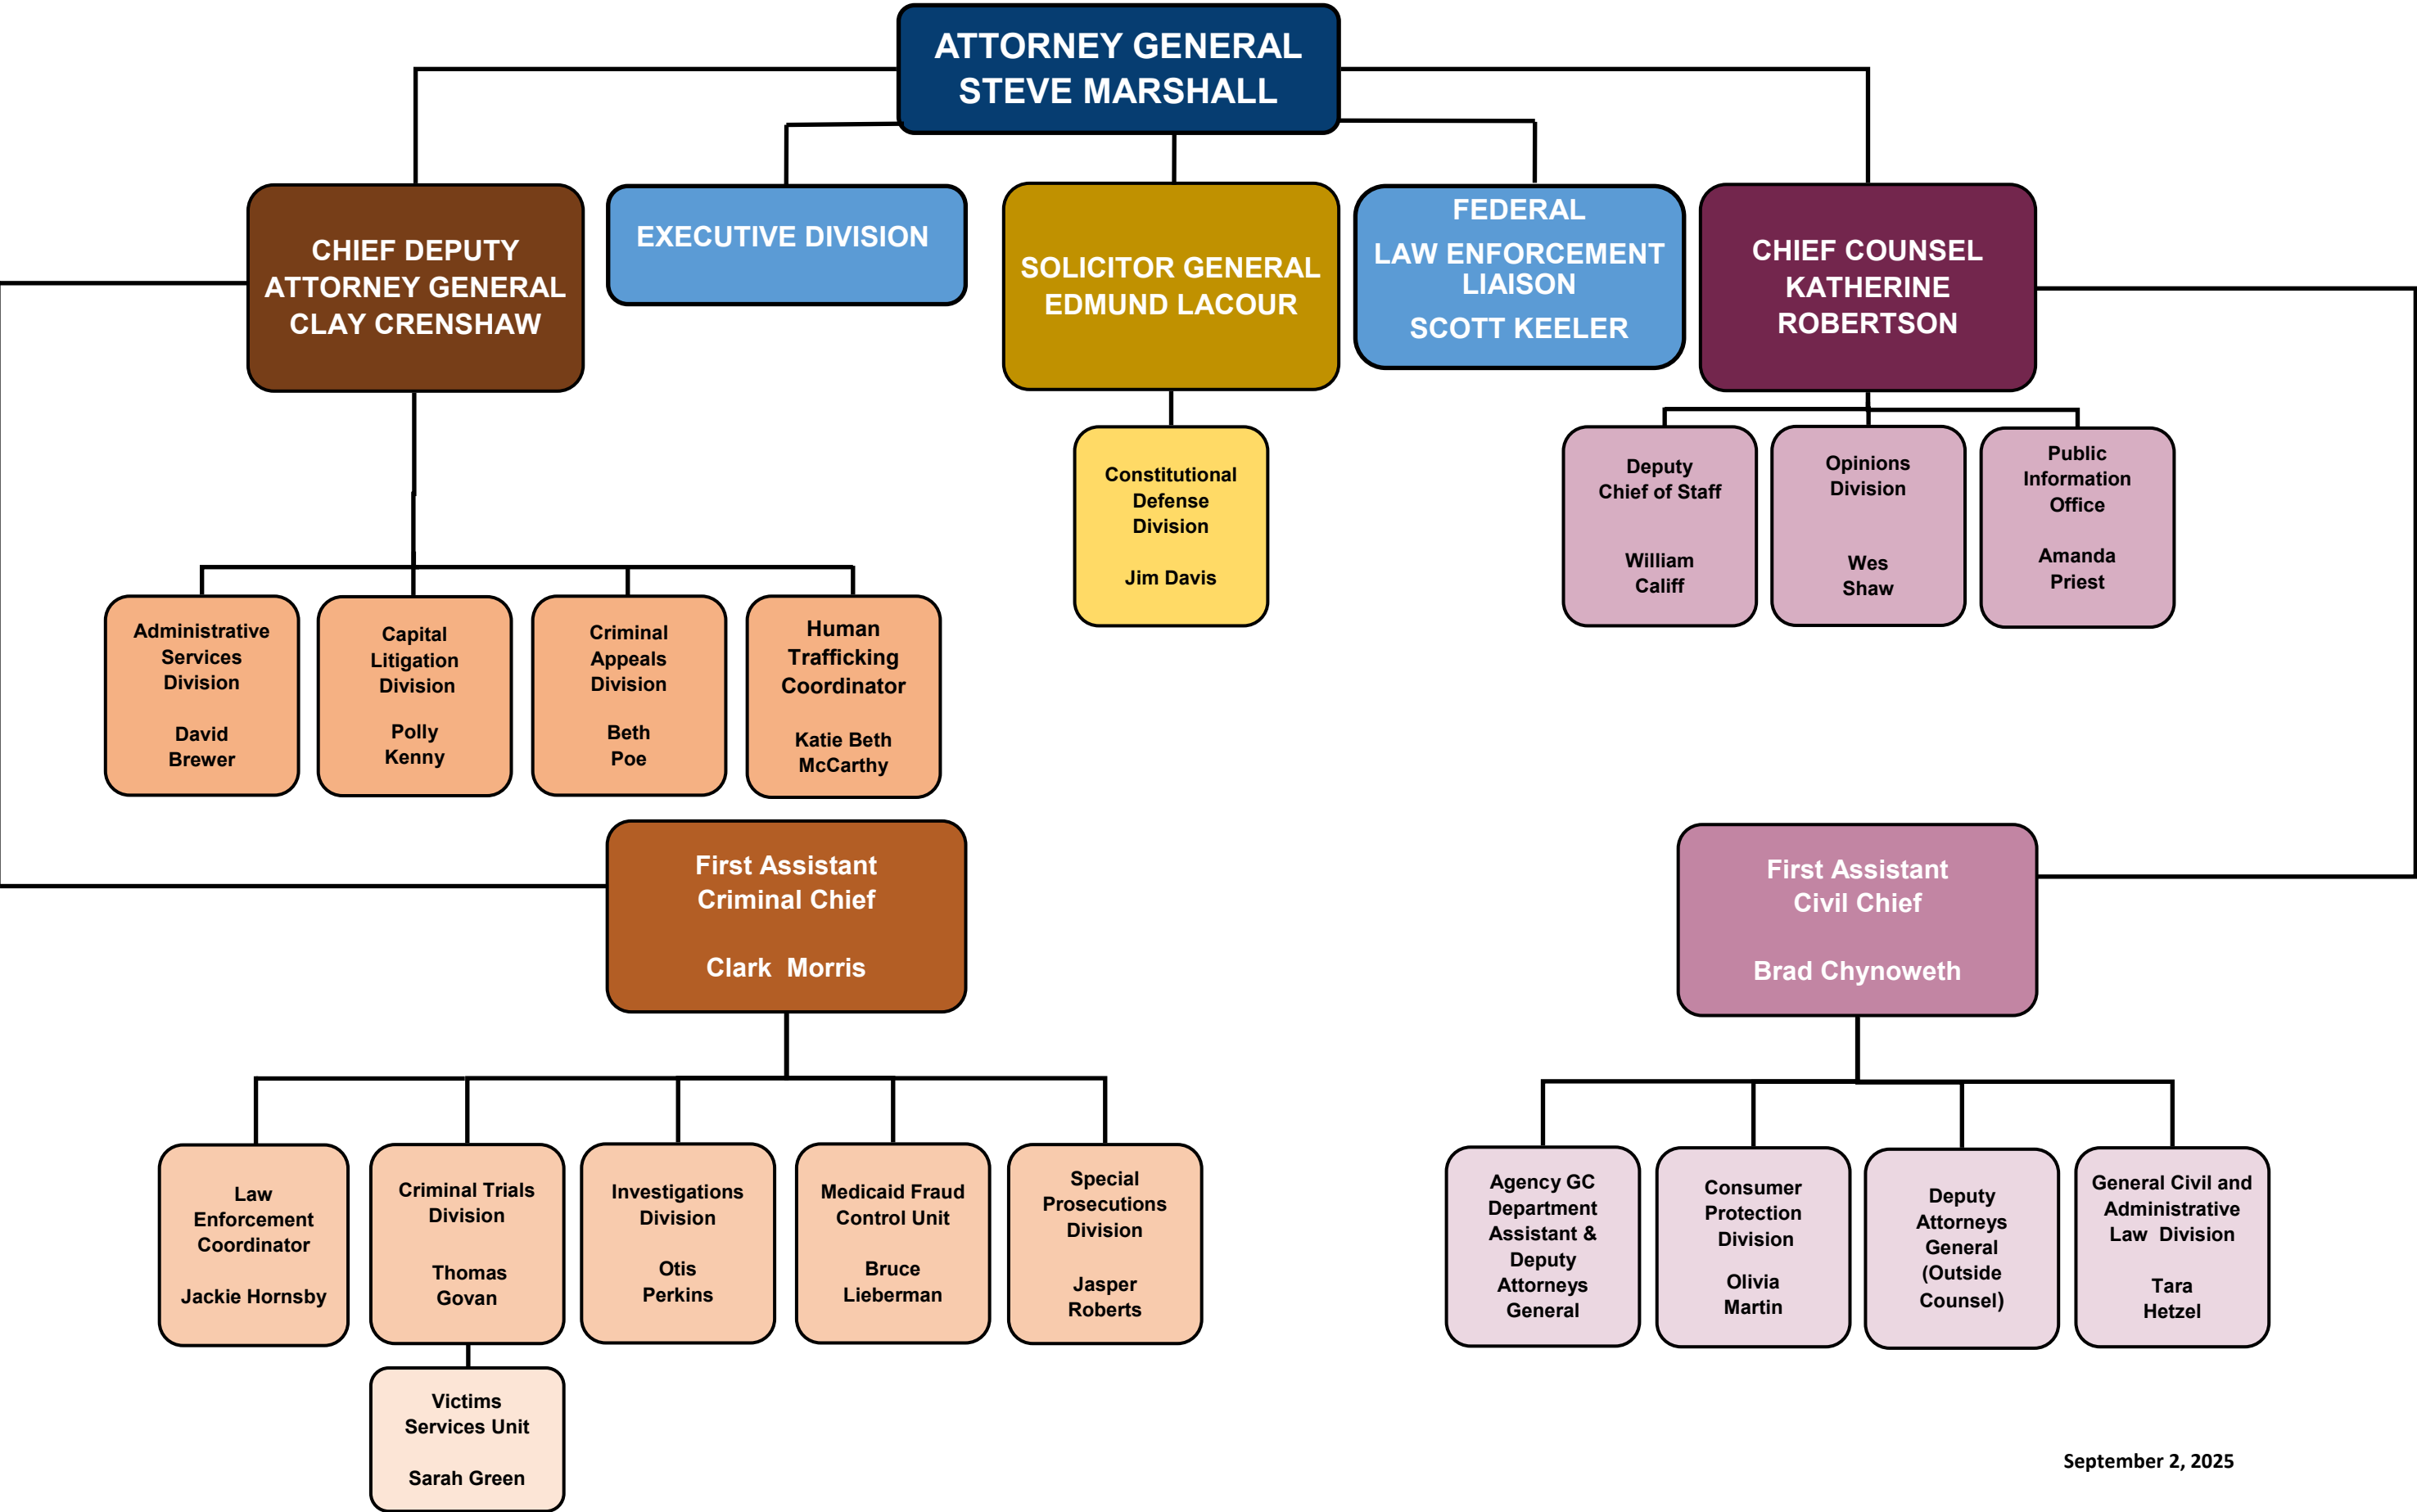 ATTORNEY GENERAL
STEVE MARSHALL
CHIEF DEPUTY
ATTORNEY GENERAL
CLAY CRENSHAW
EXECUTIVE DIVISION
SOLICITOR GENERAL
EDMUND LACOUR
FEDERAL
LAW ENFORCEMENT
LIAISON
SCOTT KEELER
CHIEF COUNSEL
KATHERINE
ROBERTSON
Constitutional
Defense
Division
Jim Davis
Deputy
Chief of Staff
William
Califf
Opinions
Division
Wes
Shaw
Public
Information
Office
Amanda
Priest
Administrative
Services
Division
David
Brewer
Capital
Litigation
Division
Polly
Kenny
Criminal
Appeals
Division
Beth
Poe
Human
Trafficking
Coordinator
Katie Beth
McCarthy
First Assistant
Criminal Chief
Clark  Morris
First Assistant
Civil Chief
Brad Chynoweth
Law
Enforcement
Coordinator
Jackie Hornsby
Criminal Trials
Division
Thomas
Govan
Investigations
Division
Otis
Perkins
Medicaid Fraud
Control Unit
Bruce
Lieberman
Special
Prosecutions
Division
Jasper
Roberts
Agency GC
Department
Assistant &
Deputy
Attorneys
General
Consumer
Protection
Division
Olivia
Martin
Deputy
Attorneys
General
(Outside
Counsel)
General Civil and
Administrative
Law  Division
Tara
Hetzel
Victims
Services Unit
Sarah Green
September 2, 2025